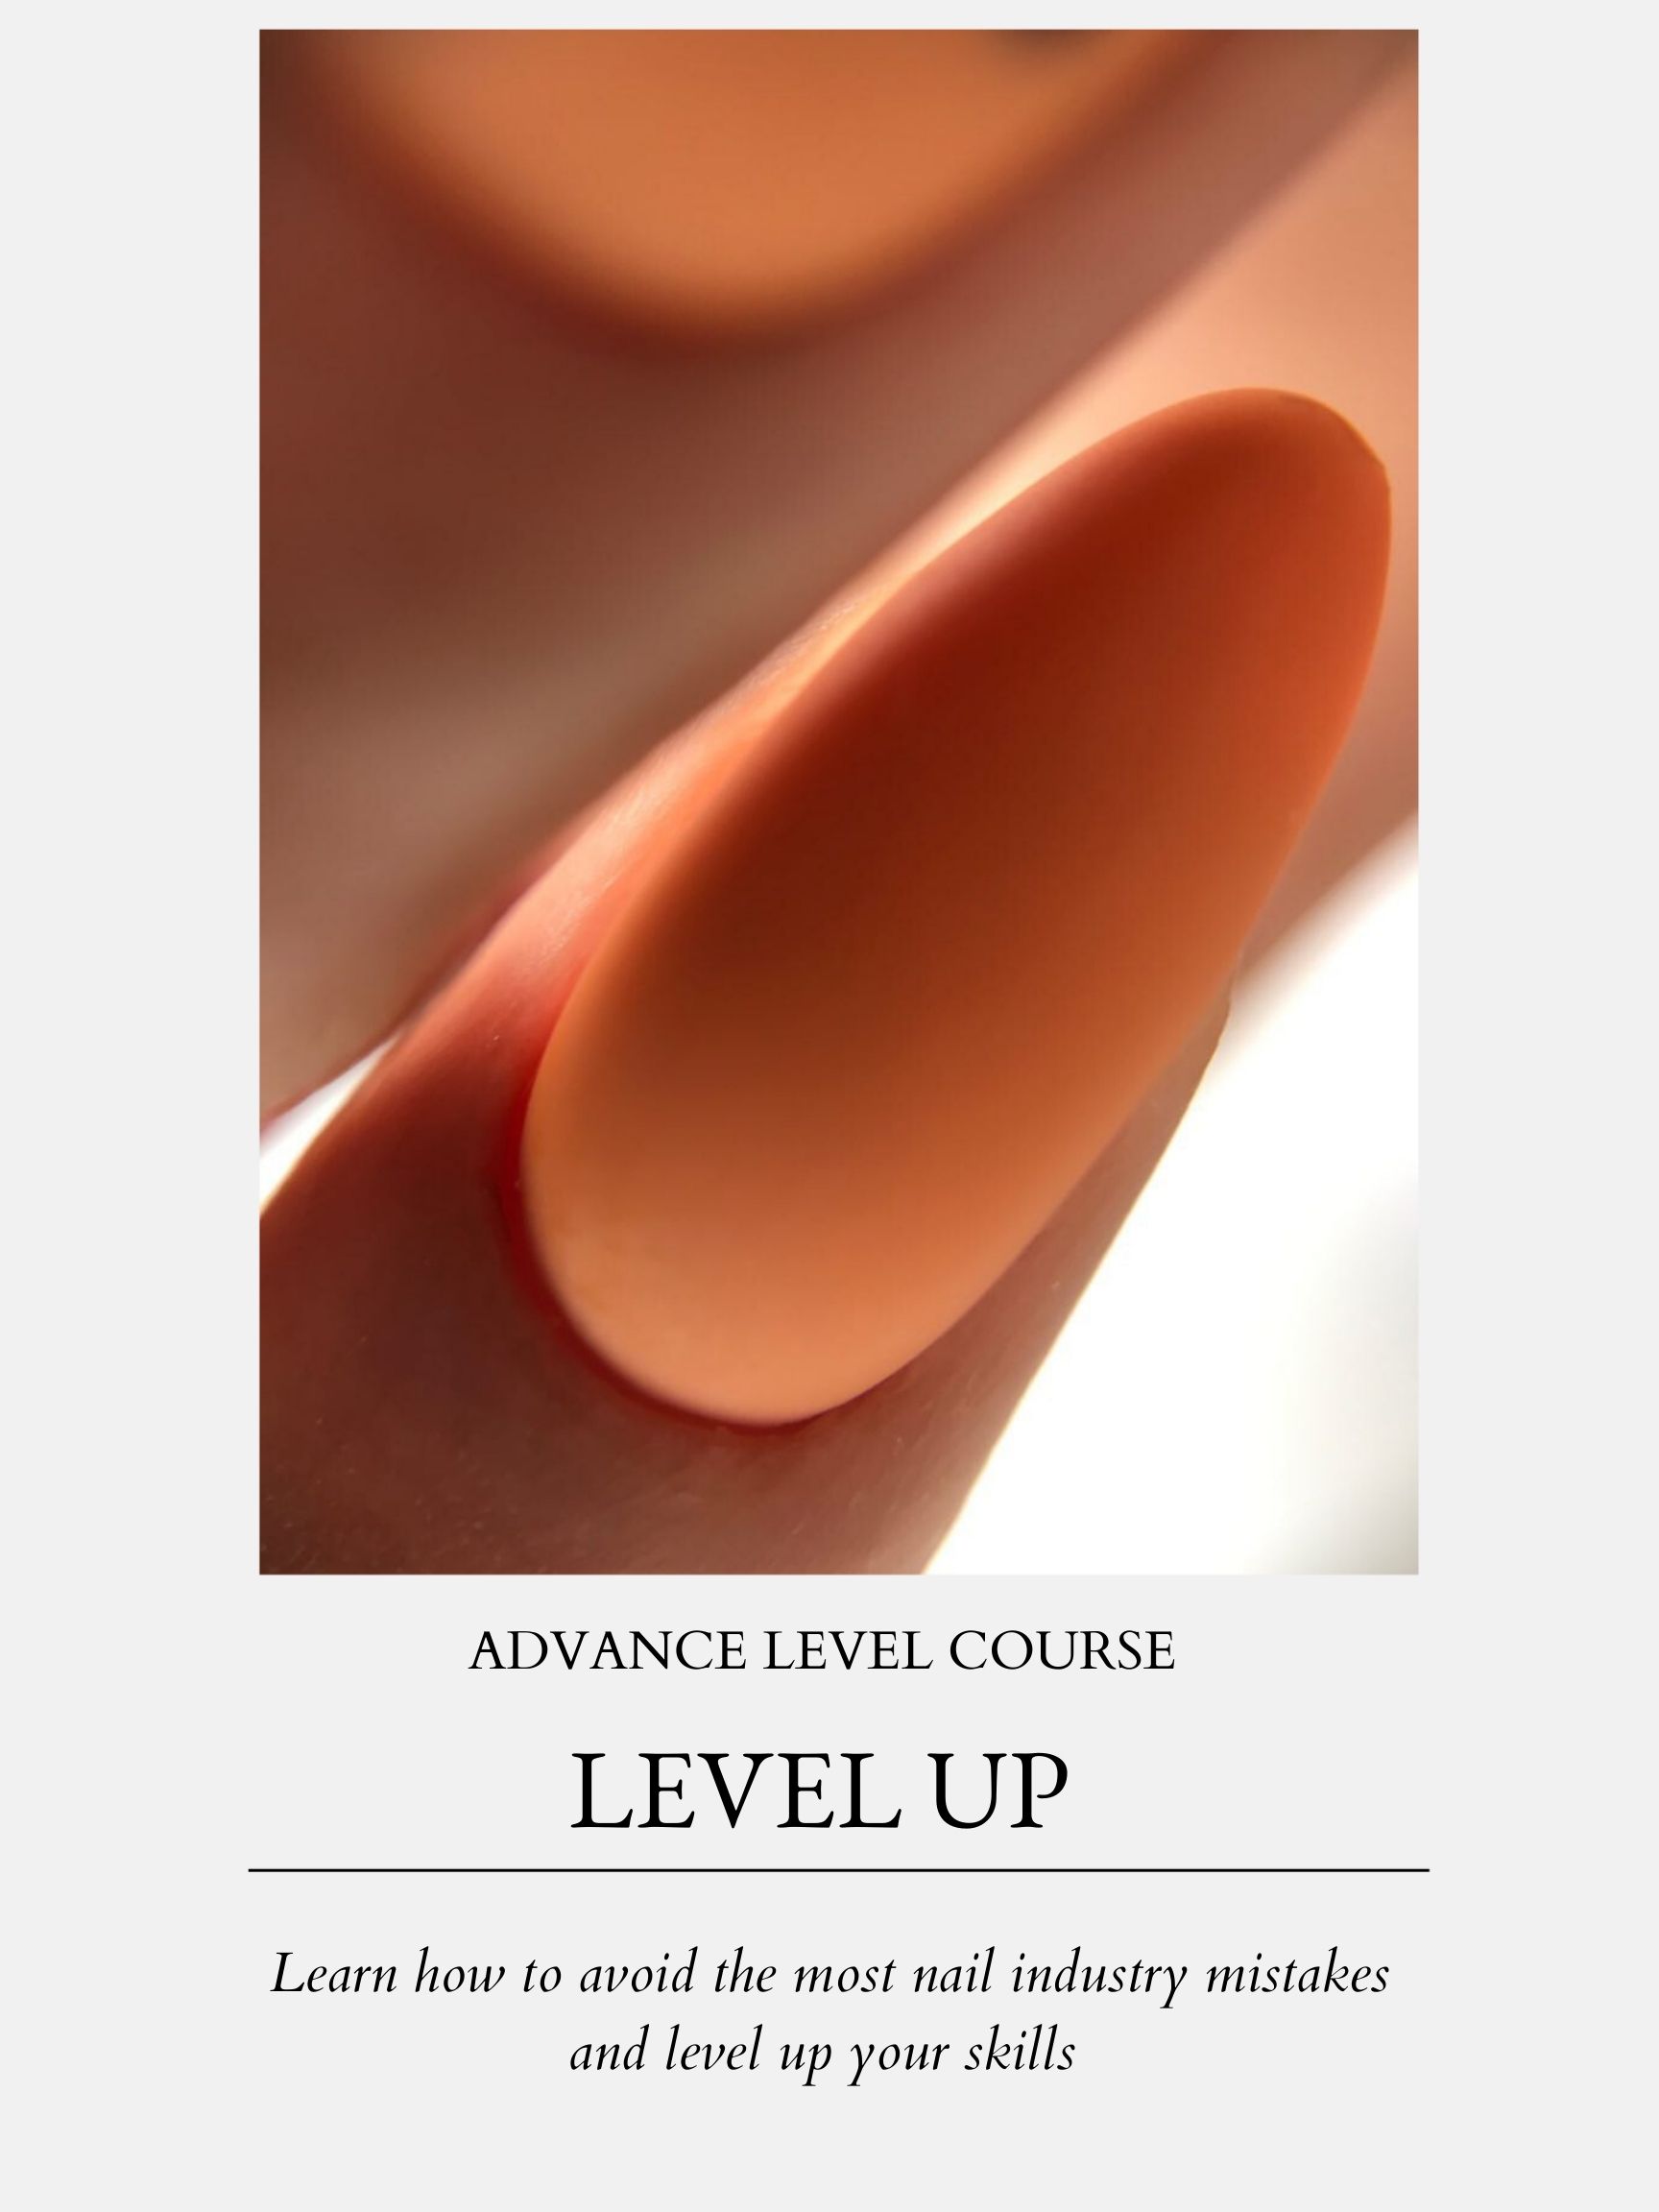 ADVANCE LEVEL COURSE
LEVEL UP
Learn how to avoid the most nail industry mistakes
and level up your skills